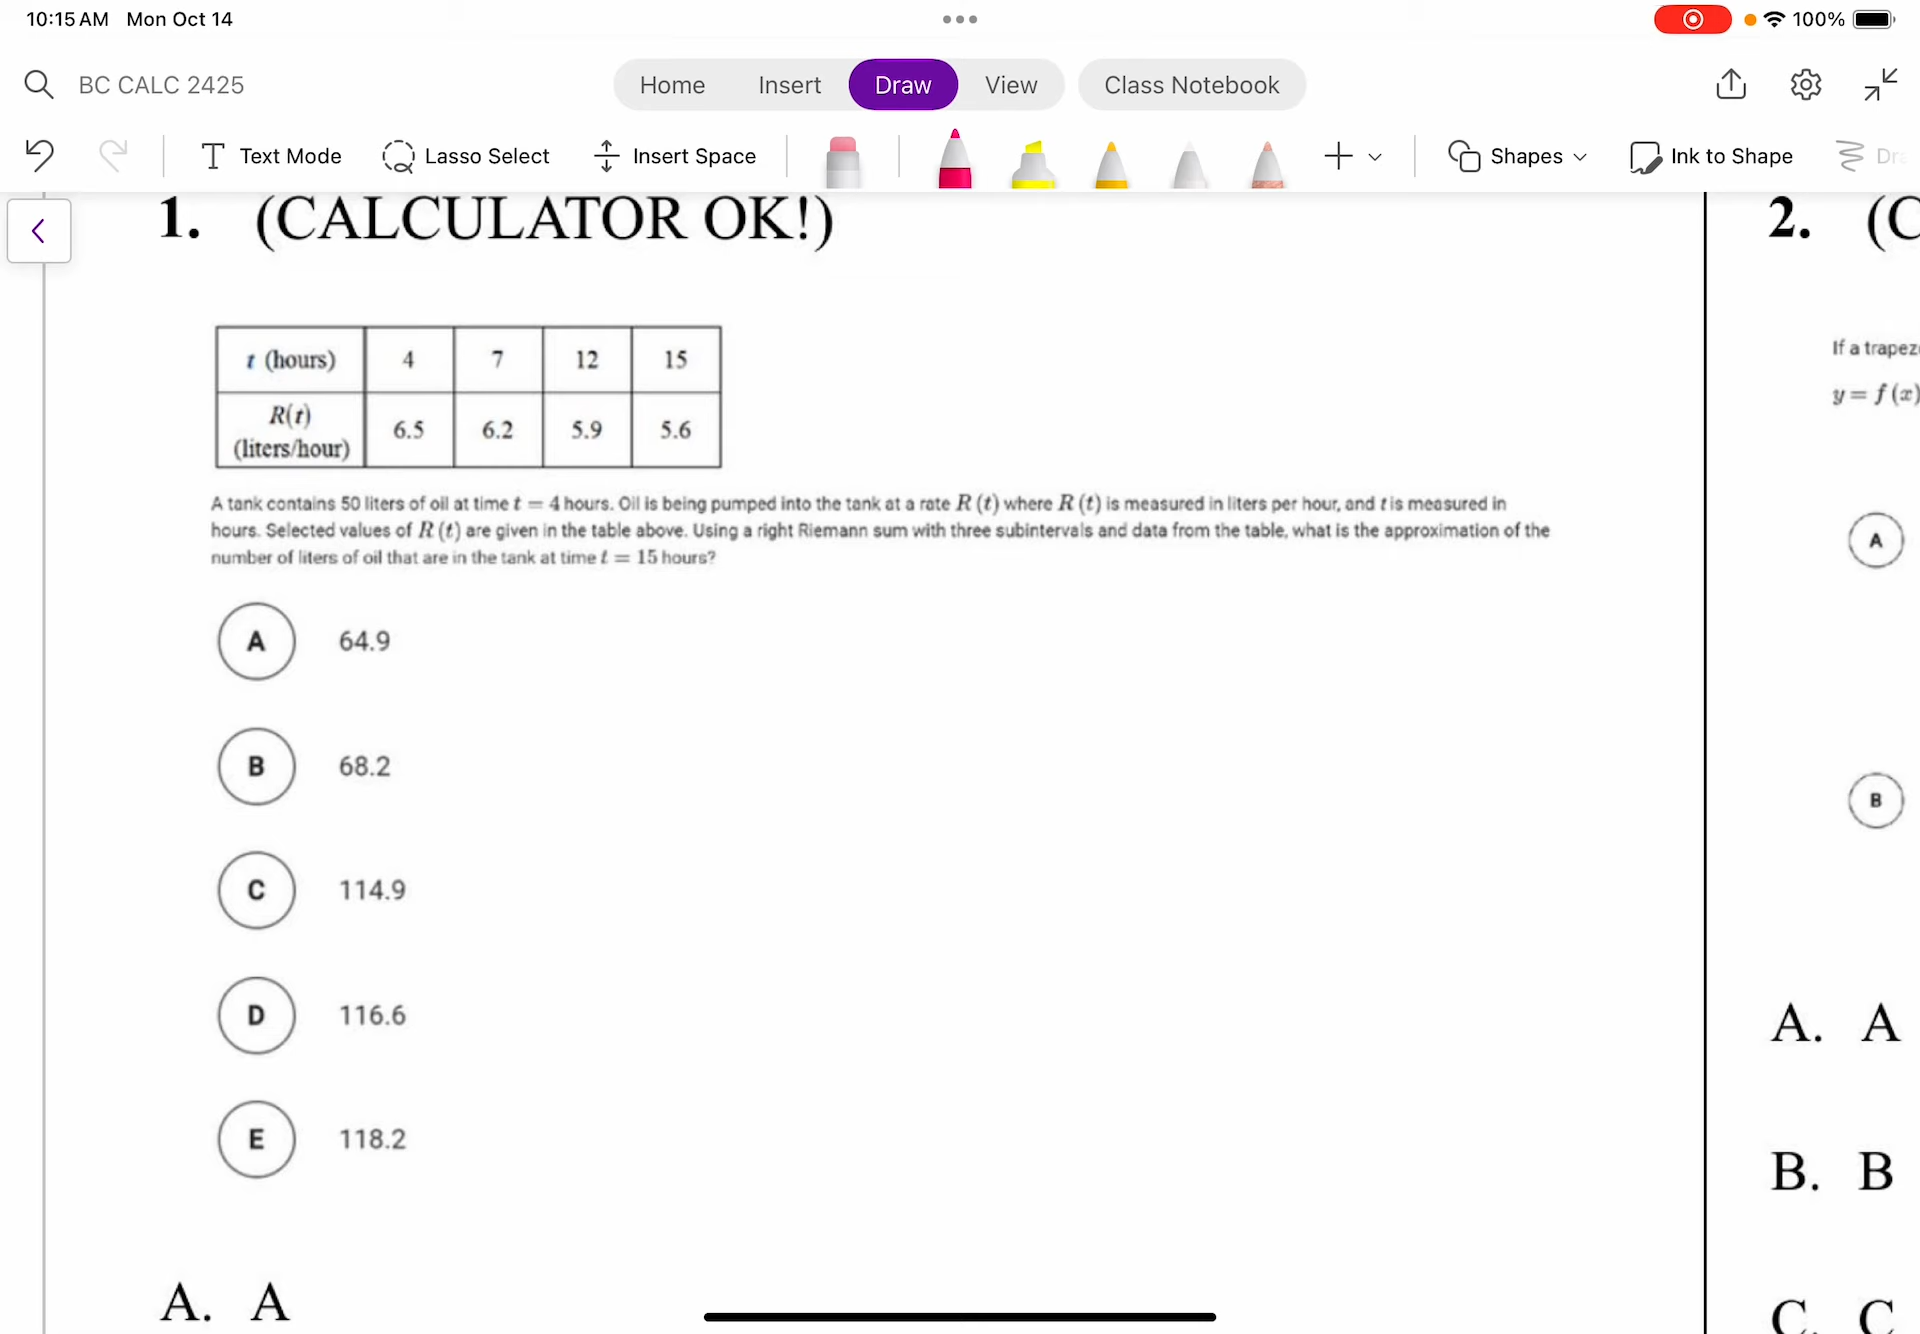 10:15 AM Mon Oct 14
100%
BC CALC 2425
Home Insert Draw View Class Notebook
Text Mode Lasso Select Insert Space Shapes Ink to Shape Dr
1. (CALCULATOR OK!)
t (hours) 4 7 12 15
R(t) (liters/hour) 6.5 6.2 5.9 5.6
A tank contains 50 liters of oil at time t = 4 hours. Oil is being pumped into the tank at a rate R (t) where R (t) is measured in liters per hour, and t is measured in
hours. Selected values of R (t) are given in the table above. Using a right Riemann sum with three subintervals and data from the table, what is the approximation of the
number of liters of oil that are in the tank at time t = 15 hours?
A 64.9
B 68.2
C 114.9
D 116.6
E 118.2
A. A
2. (C
If a trapez
y = f (x)
A
B
A. A
B. B
C. C